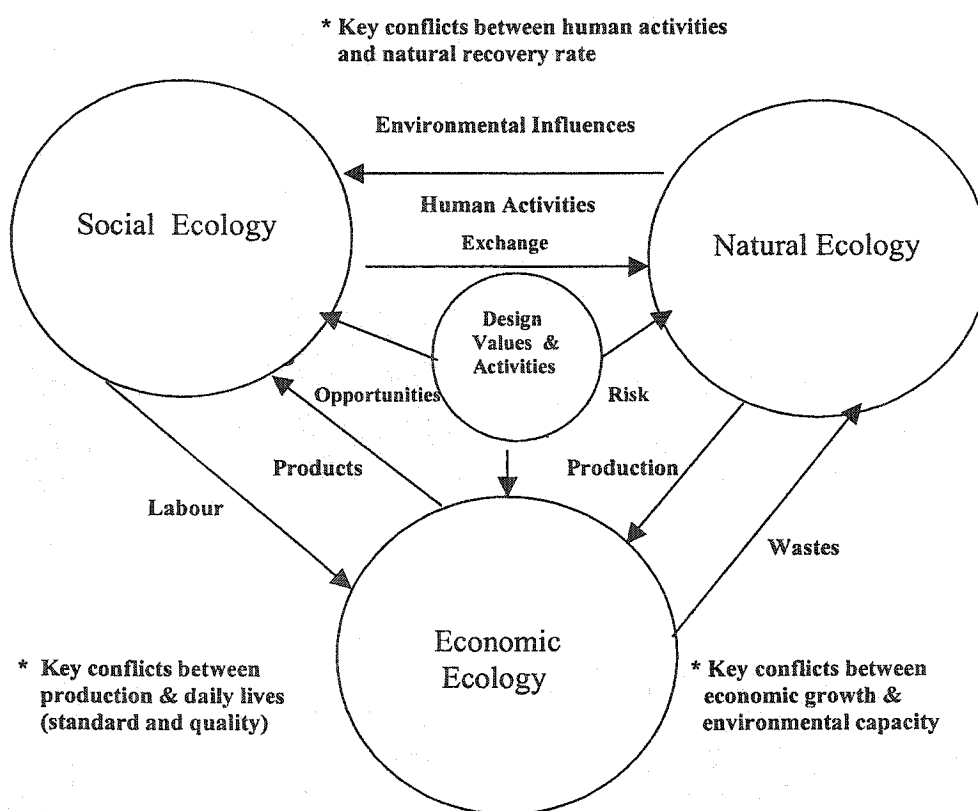 * Key conflicts between human activities
and natural recovery rate
Environmental Influences
Social Ecology
Human Activities
Natural Ecology
Exchange
Design
Values &
Activities
Opportunities
Risk
Products
Production
Labour
Wastes
Economic
Ecology
* Key conflicts between
production & daily lives
(standard and quality)
* Key conflicts between
economic growth &
environmental capacity